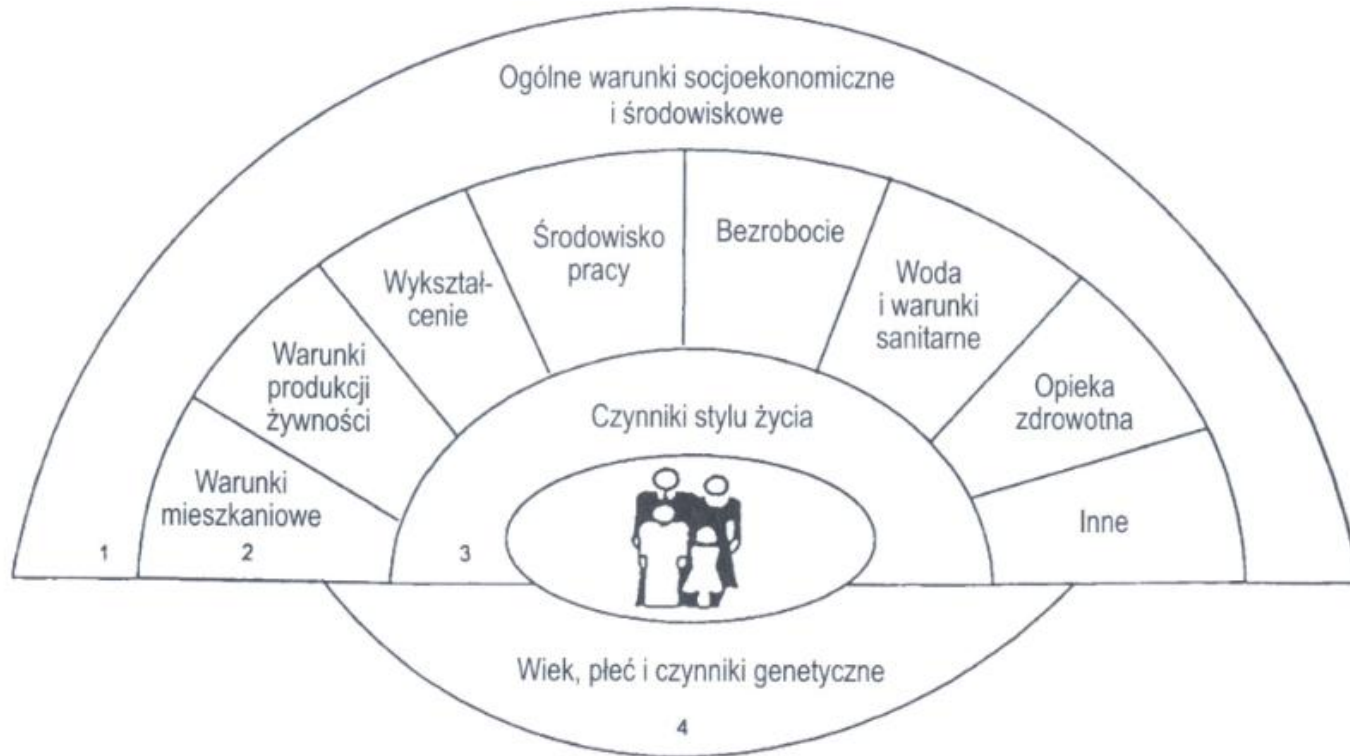 Ogólne warunki socjoekonomiczne
i środowiskowe
Środowisko
pracy
Bezrobocie
Wykształ-
cenie
Woda
i warunki
sanitarne
Warunki
produkcji
żywności
Opieka
zdrowotna
Czynniki stylu życia
Warunki
mieszkaniowe
Inne
1
2
3
Wiek, płeć i czynniki genetyczne
4